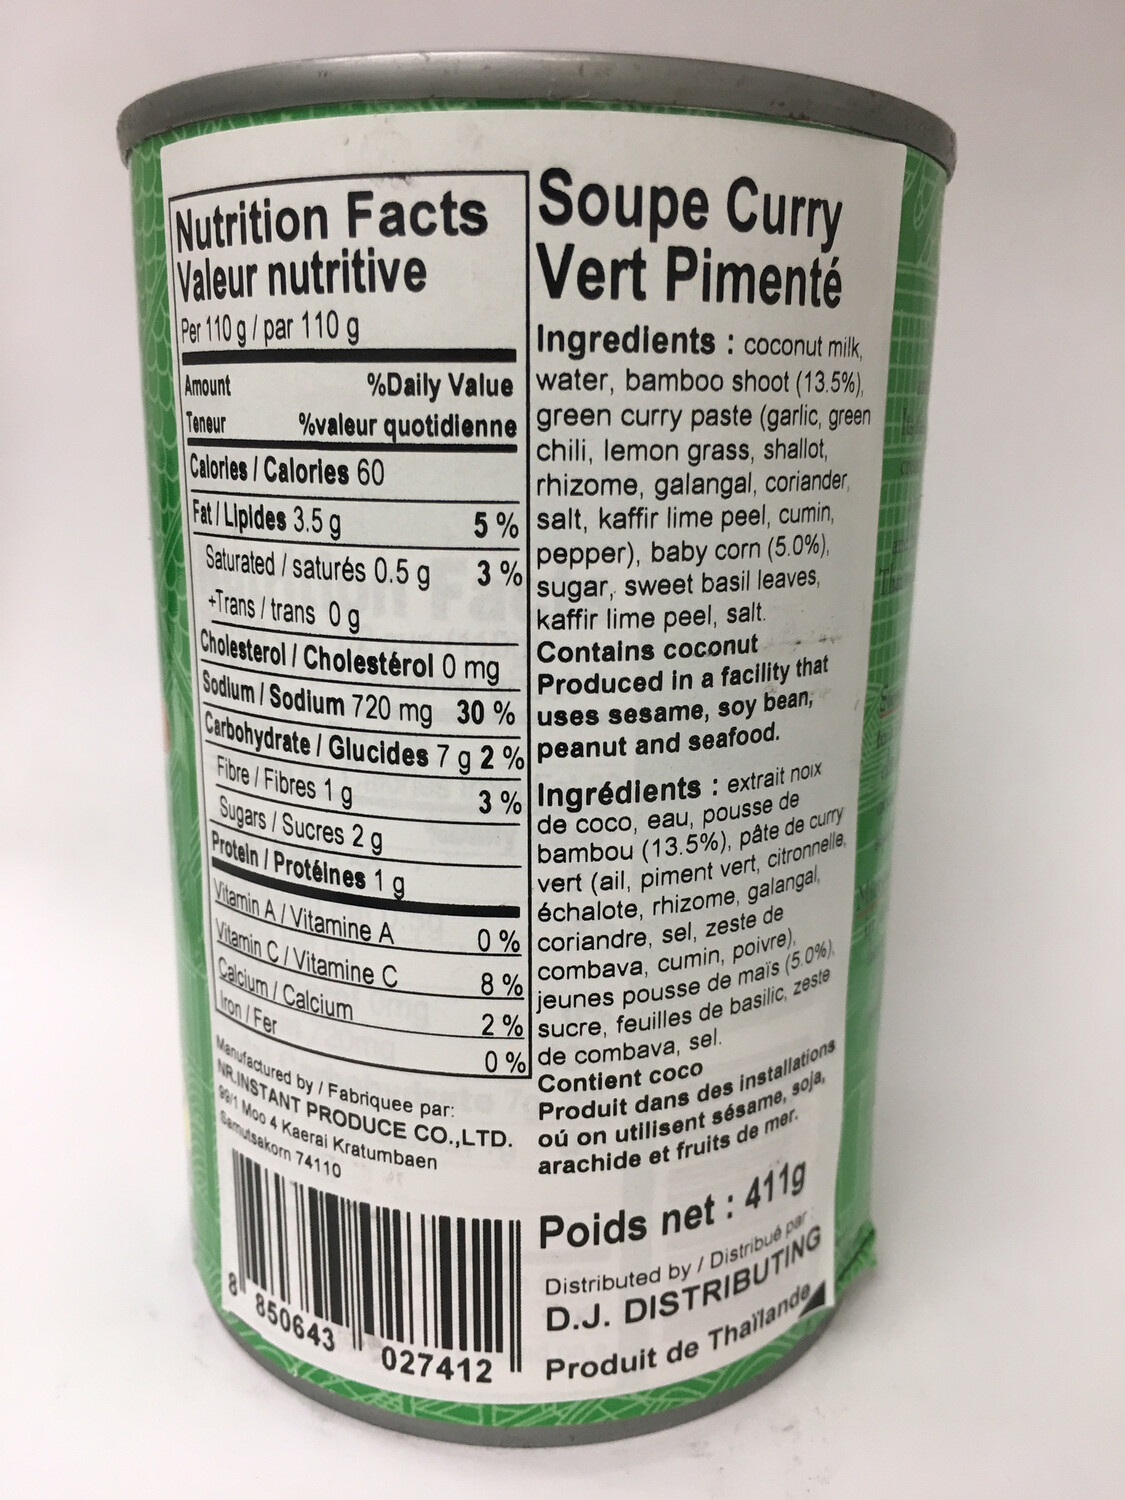 Nutrition Facts
Valeur nutritive
Per 110 g / par 110 g
Amount %Daily Value
Teneur %valeur quotidienne
Calories / Calories 60
Fat / Lipides 3.5 g 5 %
Saturated / saturés 0.5 g 3 %
+Trans / trans 0 g
Cholesterol / Cholestérol 0 mg
Sodium / Sodium 720 mg 30 %
Carbohydrate / Glucides 7 g 2 %
Fibre / Fibres 1 g 3 %
Sugars / Sucres 2 g
Protein / Protéines 1 g
Vitamin A / Vitamine A 0 %
Vitamin C / Vitamine C 8 %
Calcium / Calcium 2 %
Iron / Fer 0 %
Manufactured by / Fabriquee par:
NR.INSTANT PRODUCE CO.,LTD.
99/1 Moo 4 Kaerai Kratumbaen
Samutsakorn 74110
8 850643 027412
Soupe Curry
Vert Pimenté
Ingredients : coconut milk,
water, bamboo shoot (13.5%),
green curry paste (garlic, green
chili, lemon grass, shallot,
rhizome, galangal, coriander,
salt, kaffir lime peel, cumin,
pepper), baby corn (5.0%),
sugar, sweet basil leaves,
kaffir lime peel, salt.
Contains coconut
Produced in a facility that
uses sesame, soy bean,
peanut and seafood.
Ingrédients : extrait noix
de coco, eau, pousse de
bambou (13.5%), pâte de curry
vert (ail, piment vert, citronnelle,
échalote, rhizome, galangal,
coriandre, sel, zeste de
combava, cumin, poivre),
jeunes pousse de maïs (5.0%),
sucre, feuilles de basilic, zeste
de combava, sel.
Contient coco
Produit dans des installations
oú on utilisent sésame, soja,
arachide et fruits de mer.
Poids net : 411g
Distributed by / Distribué par
D.J. DISTRIBUTING
Produit de Thaïlande